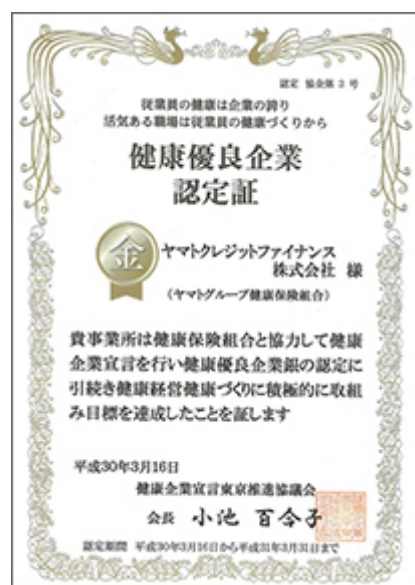 認定 協金第3号
従業員の健康は企業の誇り
活気ある職場は従業員の健康づくりから
健康優良企業
認定証
金
ヤマトクレジットファイナンス
株式会社 様
(ヤマトグループ健康保険組合)
貴事業所は健康保険組合と協力して健康
企業宣言を行い健康優良企業銀の認定に
引続き健康経営健康づくりに積極的に取組
み目標を達成したことを証します
平成30年3月16日
健康企業宣言東京推進協議会
会長 小池 百合子
認定期間 平成30年3月16日から平成31年3月31日まで